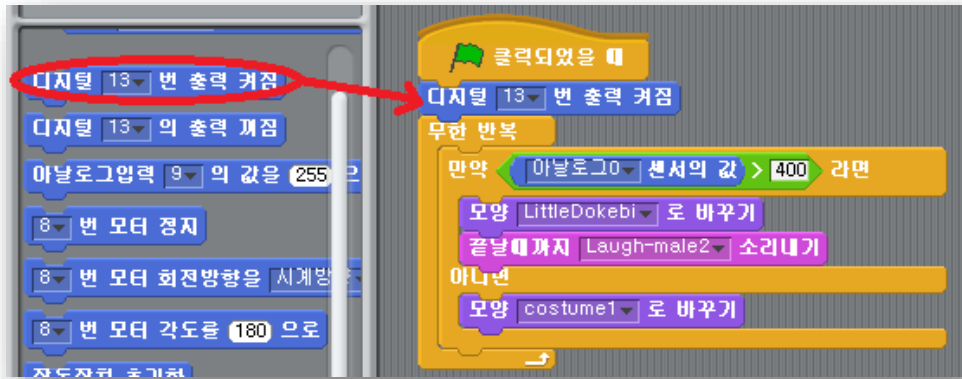 디지털 13 번 출력 켜짐
디지털 13 의 출력 꺼짐
아날로그입력 9 의 값을 255 으
8 번 모터 정지
8 번 모터 회전방향을 시계방향
8 번 모터 각도를 180 으로
클릭되었을 때
디지털 13 번 출력 켜짐
무한 반복
만약 아날로그0 센서의 값 > 400 라면
모양 LittleDokebi 로 바꾸기
끝날때까지 Laugh-male2 소리내기
아니면
모양 costume1 로 바꾸기